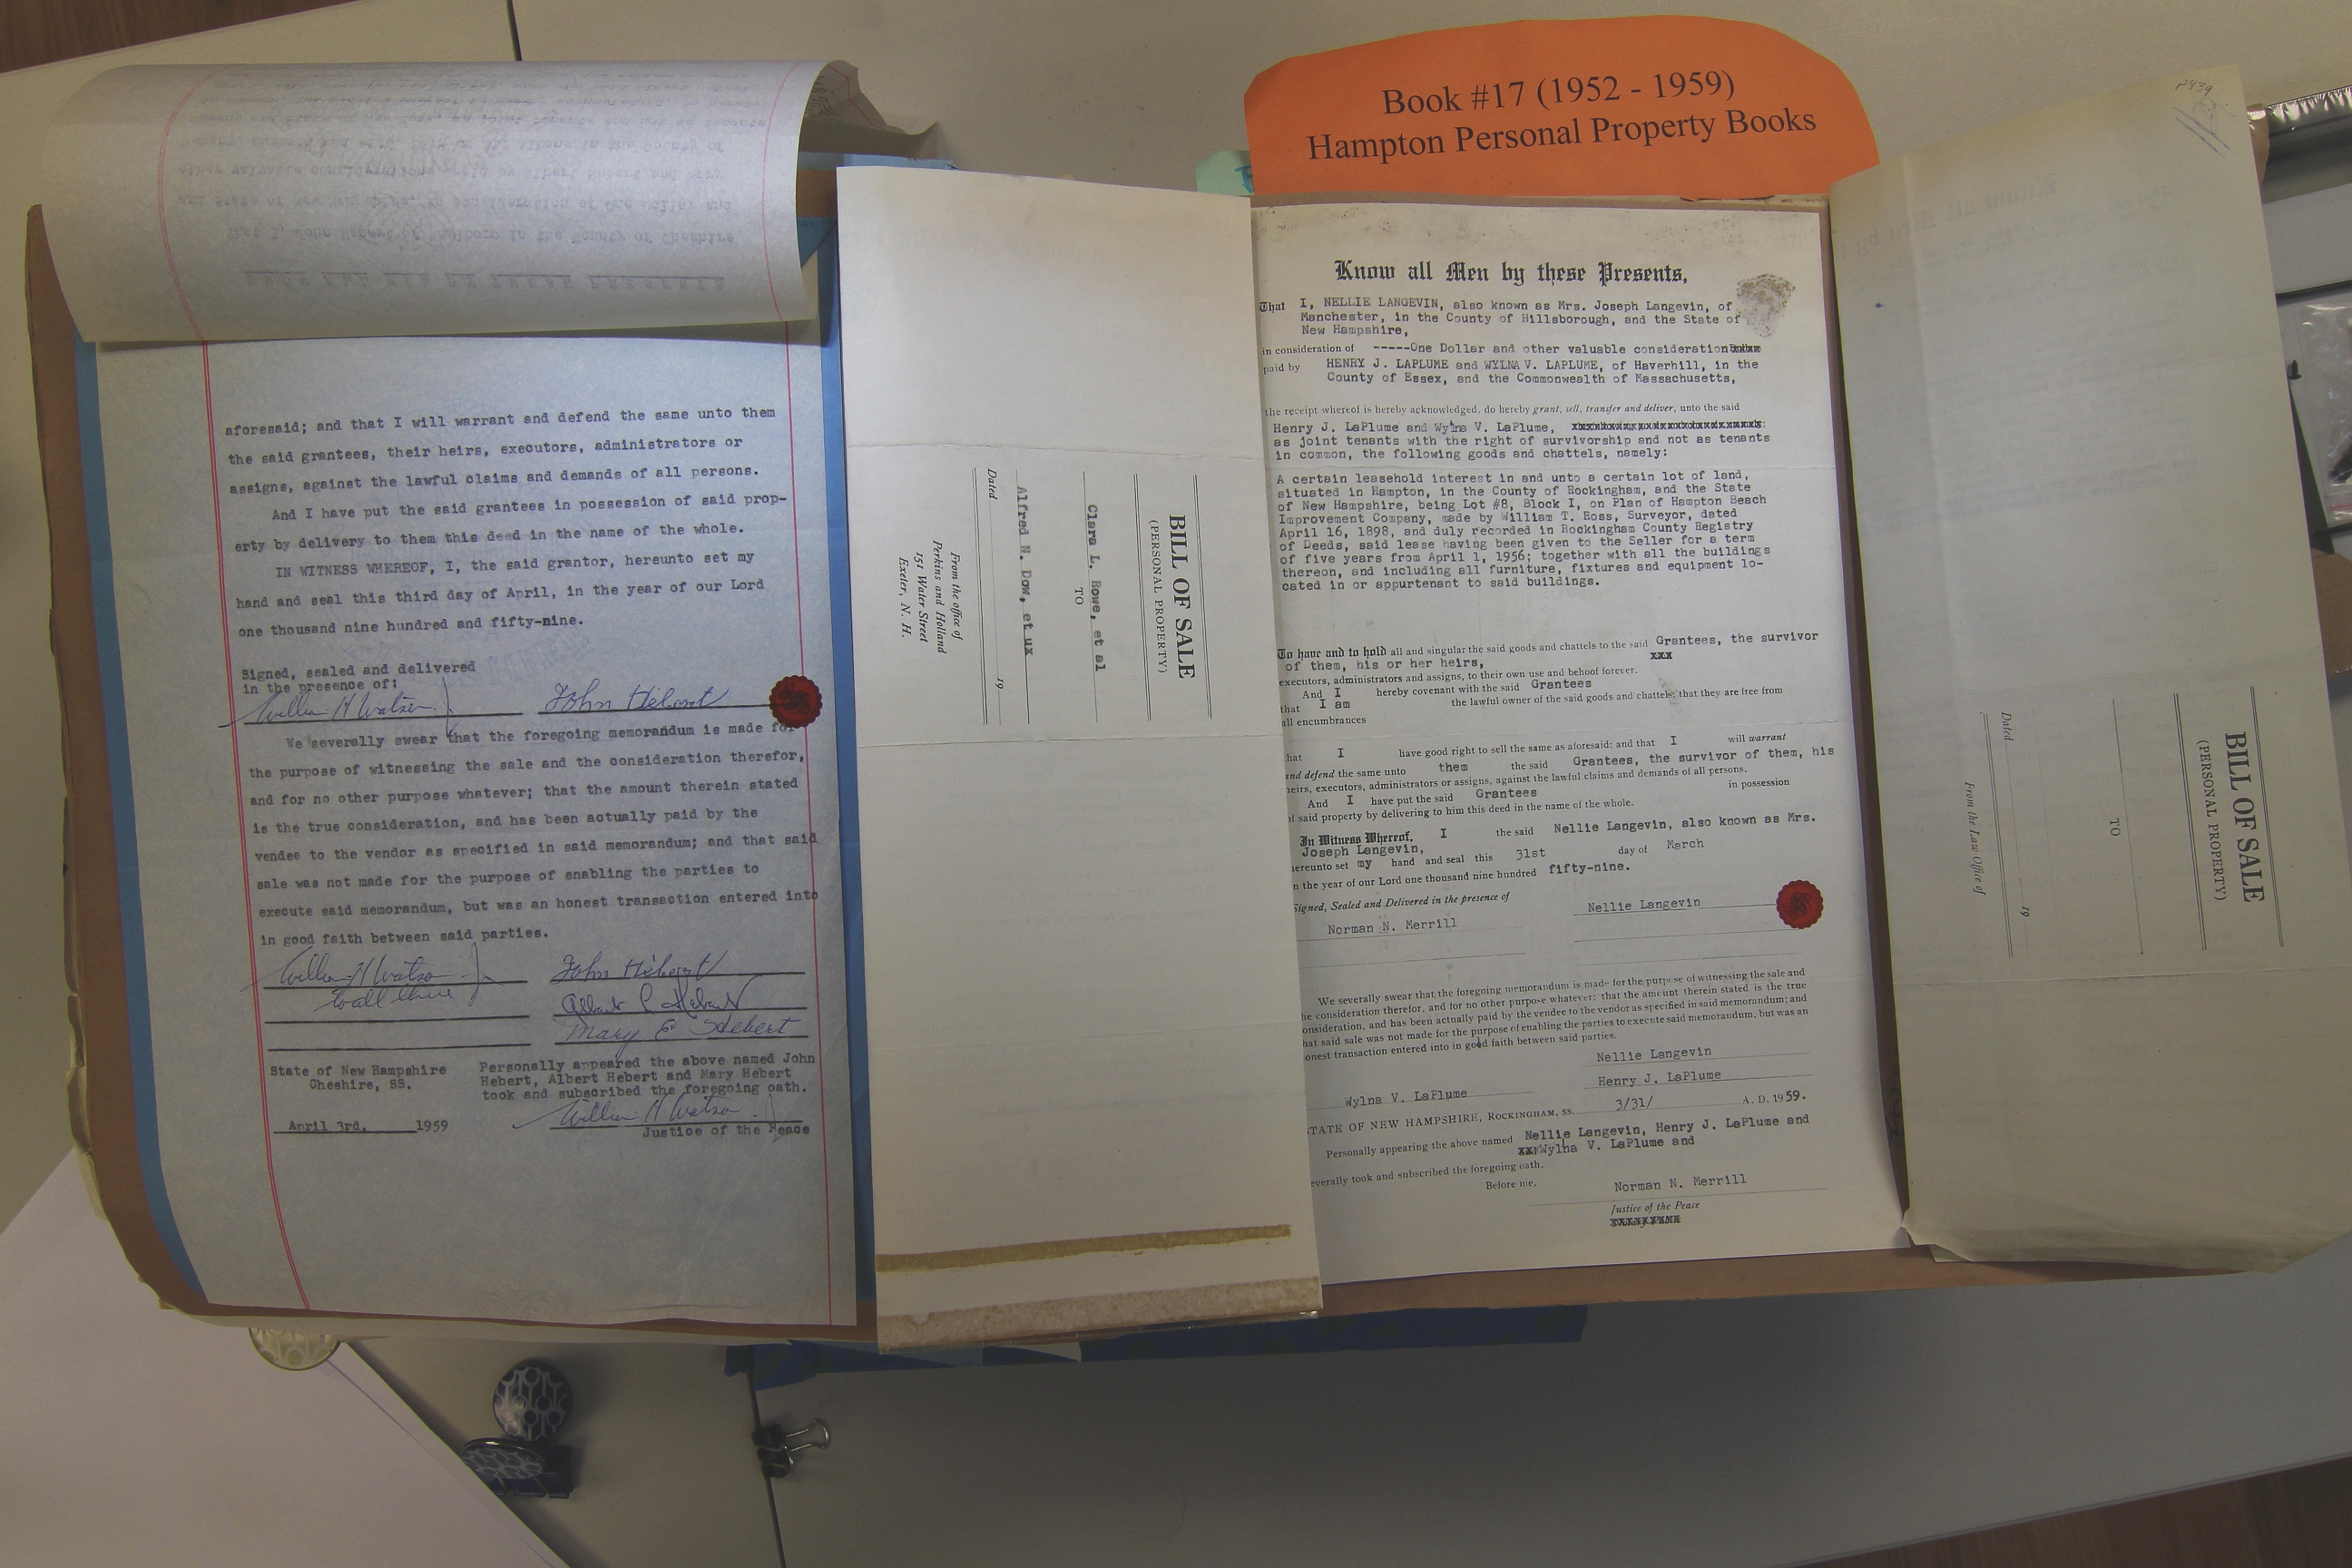 Book #17 (1952 - 1959)
Hampton Personal Property Books
aforesaid; and that I will warrant and defend the same unto them
the said grantees, their heirs, executors, administrators or
assigns, against the lawful claims and demands of all persons.
And I have put the said grantees in possession of said prop-
erty by delivery to them this deed in the name of the whole.
IN WITNESS WHEREOF, I, the said grantor, hereunto set my
hand and seal this third day of April, in the year of our Lord
one thousand nine hundred and fifty-nine.
Signed, sealed and delivered
in the presence of:
William H Watson John Hebert
We severally swear that the foregoing memorandum is made for
the purpose of witnessing the sale and the consideration therefor,
and for no other purpose whatever; that the amount therein stated
is the true consideration, and has been actually paid by the
vendee to the vendor as specified in said memorandum; and that said
sale was not made for the purpose of enabling the parties to
execute said memorandum, but was an honest transaction entered into
in good faith between said parties.
William H Watson John Hebert
to all three Albert Hebert
Mary E Hebert
State of New Hampshire
Cheshire, SS.
Personally appeared the above named John
Hebert, Albert Hebert and Mary Hebert
took and subscribed the foregoing oath.
William H Watson
April 3rd, 1959
Justice of the Peace
BILL OF SALE
(PERSONAL PROPERTY)
Clara L. Rowe, et al
TO
Alfred N. Dow, et ux
Dated 19
From the office of
Perkins and Holland
151 Water Street
Exeter, N. H.
Know all Men by these Presents,
That I, NELLIE LANGEVIN, also known as Mrs. Joseph Langevin, of
Manchester, in the County of Hillsborough, and the State of
New Hampshire,
in consideration of -----One Dollar and other valuable consideration
paid by HENRY J. LAPLUME and WYLNA V. LAPLUME, of Haverhill, in the
County of Essex, and the Commonwealth of Massachusetts,
the receipt whereof is hereby acknowledged, do hereby grant, sell, transfer and deliver, unto the said
Henry J. LaPlume and Wylna V. LaPlume,
as joint tenants with the right of survivorship and not as tenants
in common, the following goods and chattels, namely:
A certain leasehold interest in and unto a certain lot of land,
situated in Hampton, in the County of Rockingham, and the State
of New Hampshire, being Lot #8, Block I, on Plan of Hampton Beach
Improvement Company, made by William T. Ross, Surveyor, dated
April 16, 1898, and duly recorded in Rockingham County Registry
of Deeds, said lease having been given to the Seller for a term
of five years from April 1, 1956; together with all the buildings
thereon, and including all furniture, fixtures and equipment lo-
cated in or appurtenant to said buildings.
To have and to hold all and singular the said goods and chattels to the said Grantees, the survivor
of them, his or her heirs, xxx
executors, administrators and assigns, to their own use and behoof forever.
And I hereby covenant with the said Grantees
that I am the lawful owner of the said goods and chattels; that they are free from
all encumbrances
hat I have good right to sell the same as aforesaid: and that I will warrant
and defend the same unto them the said Grantees, the survivor of them, his
heirs, executors, administrators or assigns, against the lawful claims and demands of all persons.
And I have put the said Grantees in possession
of said property by delivering to him this deed in the name of the whole.
In Witness Whereof, I the said Nellie Langevin, also known as Mrs.
Joseph Langevin,
hereunto set my hand and seal this 31st day of March
in the year of our Lord one thousand nine hundred fifty-nine.
Signed, Sealed and Delivered in the presence of
Norman N. Merrill Nellie Langevin
We severally swear that the foregoing memorandum is made for the purpose of witnessing the sale and
he consideration therefor, and for no other purpose whatever: that the amount therein stated is the true
onsideration, and has been actually paid by the vendee to the vendor as specified in said memorandum; and
hat said sale was not made for the purpose of enabling the parties to execute said memorandum, but was an
onest transaction entered into in good faith between said parties.
Nellie Langevin
Wylna V. LaPlume Henry J. LaPlume
STATE OF NEW HAMPSHIRE, ROCKINGHAM, SS. 3/31/ A. D. 1959.
Personally appearing the above named Nellie Langevin, Henry J. LaPlume and
Wylna V. LaPlume and
everally took and subscribed the foregoing oath.
Before me,
Norman N. Merrill
Justice of the Peace
BILL OF SALE
(PERSONAL PROPERTY)
TO
Dated 19
From the Law Office of